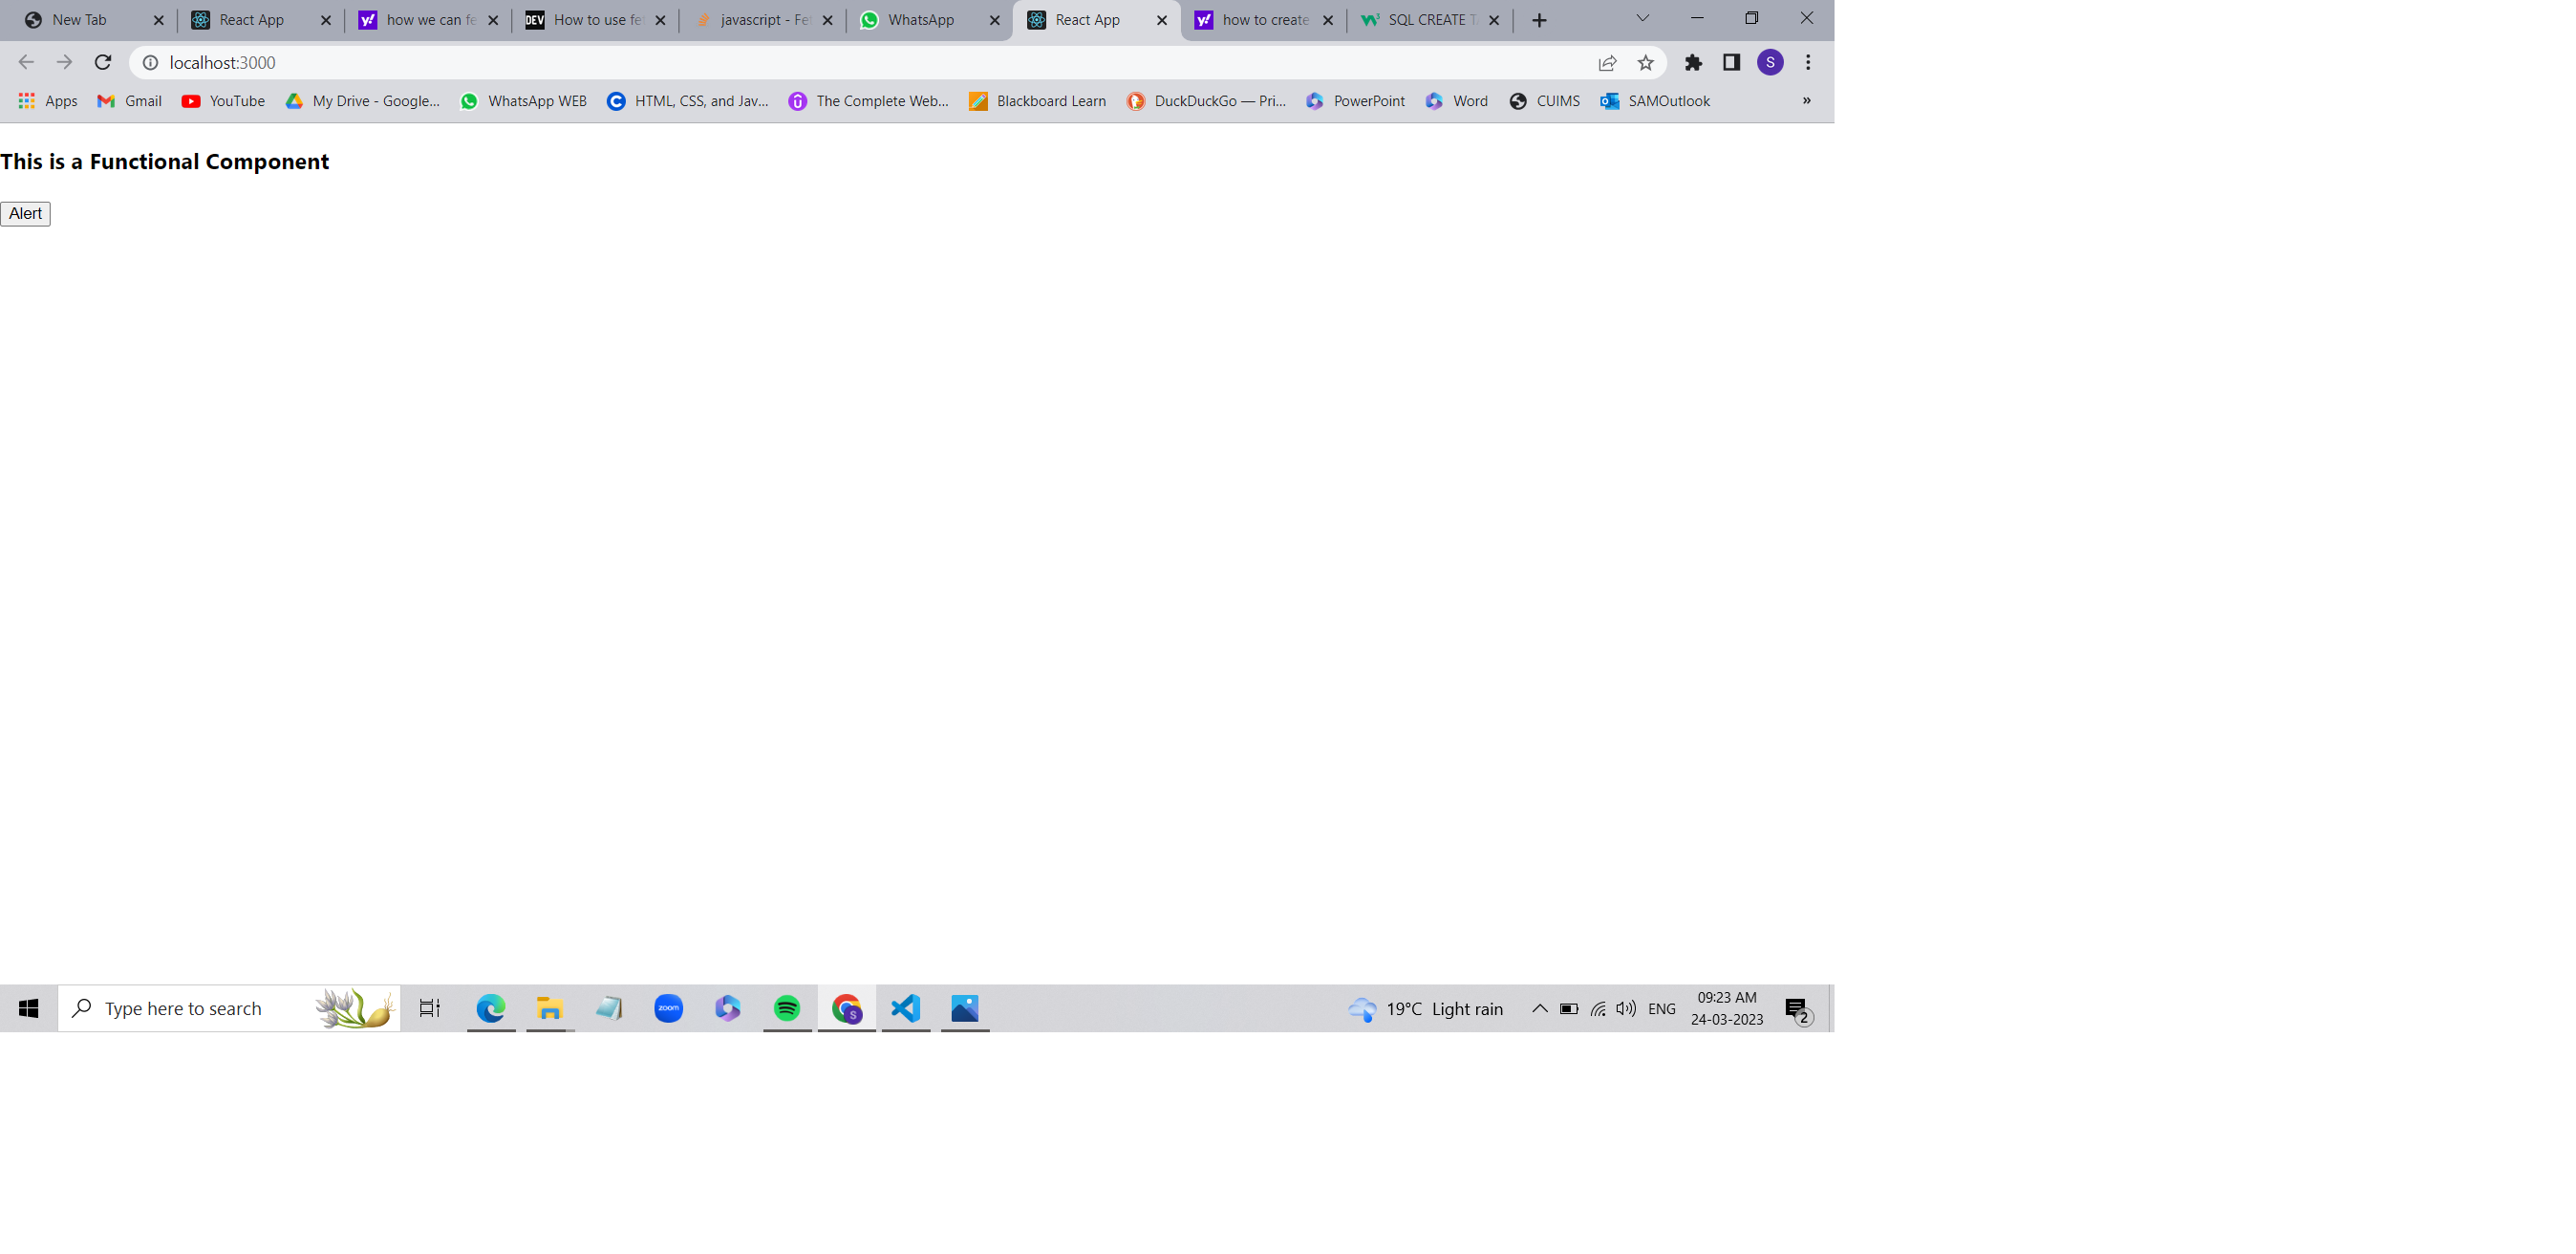 New Tab
React App
how we can fe
DEV How to use fe
javascript - Fe
WhatsApp
React App
how to create
SQL CREATE T
localhost:3000
S
Apps
Gmail
YouTube
My Drive - Google...
WhatsApp WEB
HTML, CSS, and Jav...
The Complete Web...
Blackboard Learn
DuckDuckGo — Pri...
PowerPoint
Word
CUIMS
SAMOutlook
»
This is a Functional Component
Alert
Type here to search
zoom
S
19°C Light rain
ENG
09:23 AM
24-03-2023
2